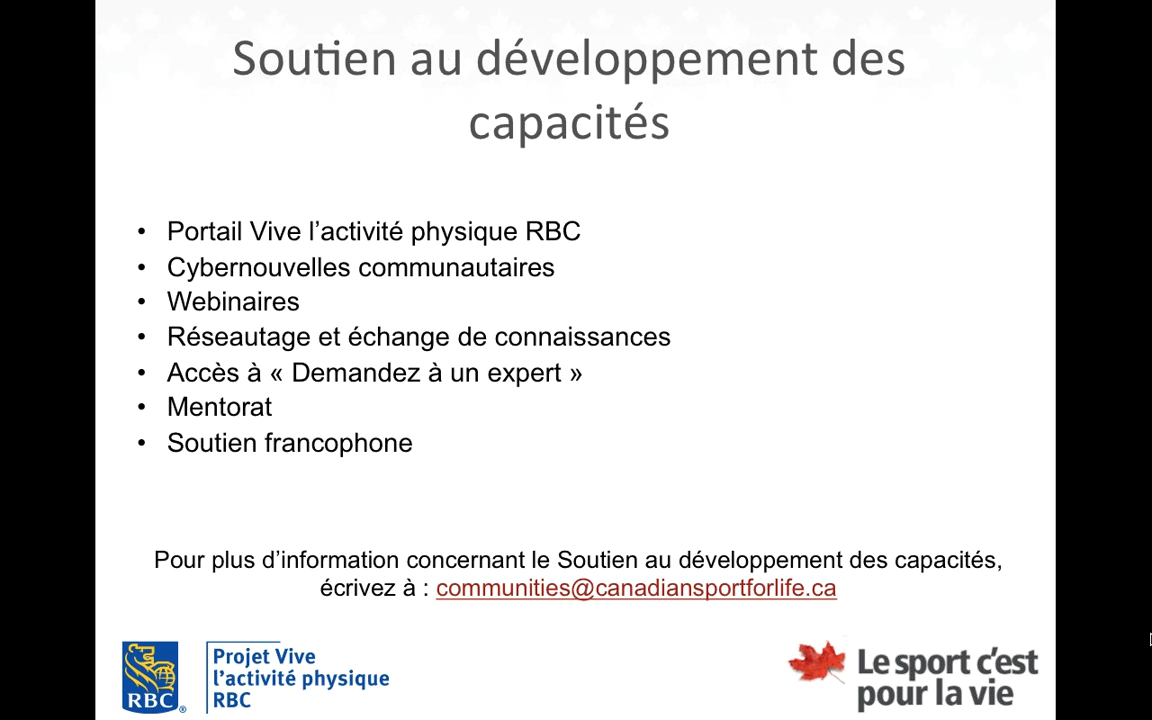 Soutien au développement des
capacités
• Portail Vive l’activité physique RBC
• Cybernouvelles communautaires
• Webinaires
• Réseautage et échange de connaissances
• Accès à « Demandez à un expert »
• Mentorat
• Soutien francophone
Pour plus d’information concernant le Soutien au développement des capacités,
écrivez à : communities@canadiansportforlife.ca
RBC®
Projet Vive
l’activité physique
RBC
Le sport c’est
pour la vie